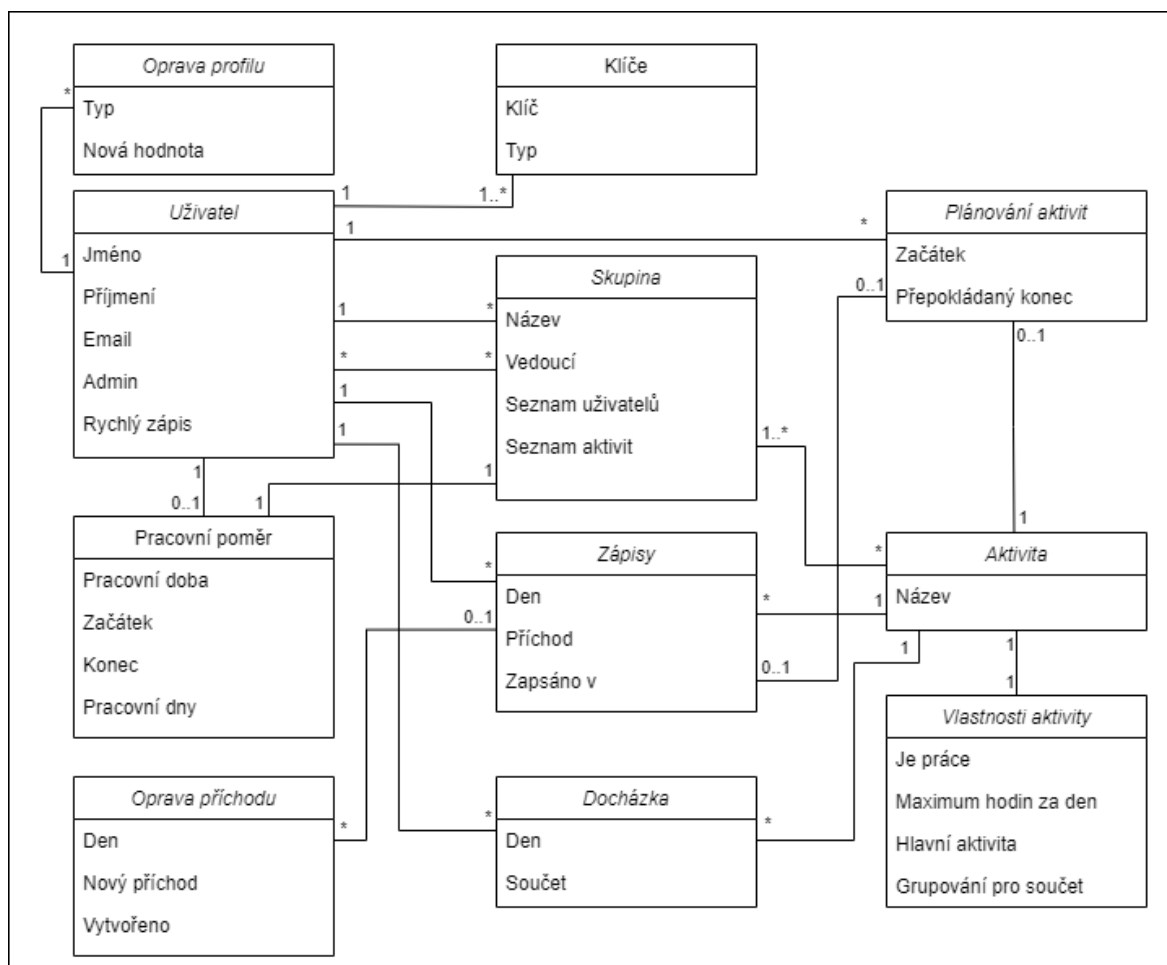 Oprava profilu
Typ
Nová hodnota
Klíče
Klíč
Typ
*
1
1
1..*
Uživatel
Jméno
Příjmení
Email
Admin
Rychlý zápis
1
*
Plánování aktivit
Začátek
Přepokládaný konec
0..1
0..1
Skupina
Název
Vedoucí
Seznam uživatelů
Seznam aktivit
1
*
*
*
1
1
1..*
1
0..1
1
1
Pracovní poměr
Pracovní doba
Začátek
Konec
Pracovní dny
Zápisy
Den
Příchod
Zapsáno v
*
0..1
*
1
0..1
1
*
Aktivita
Název
1
1
1
Vlastnosti aktivity
Je práce
Maximum hodin za den
Hlavní aktivita
Grupování pro součet
Oprava příchodu
Den
Nový příchod
Vytvořeno
*
Docházka
Den
Součet
*
*